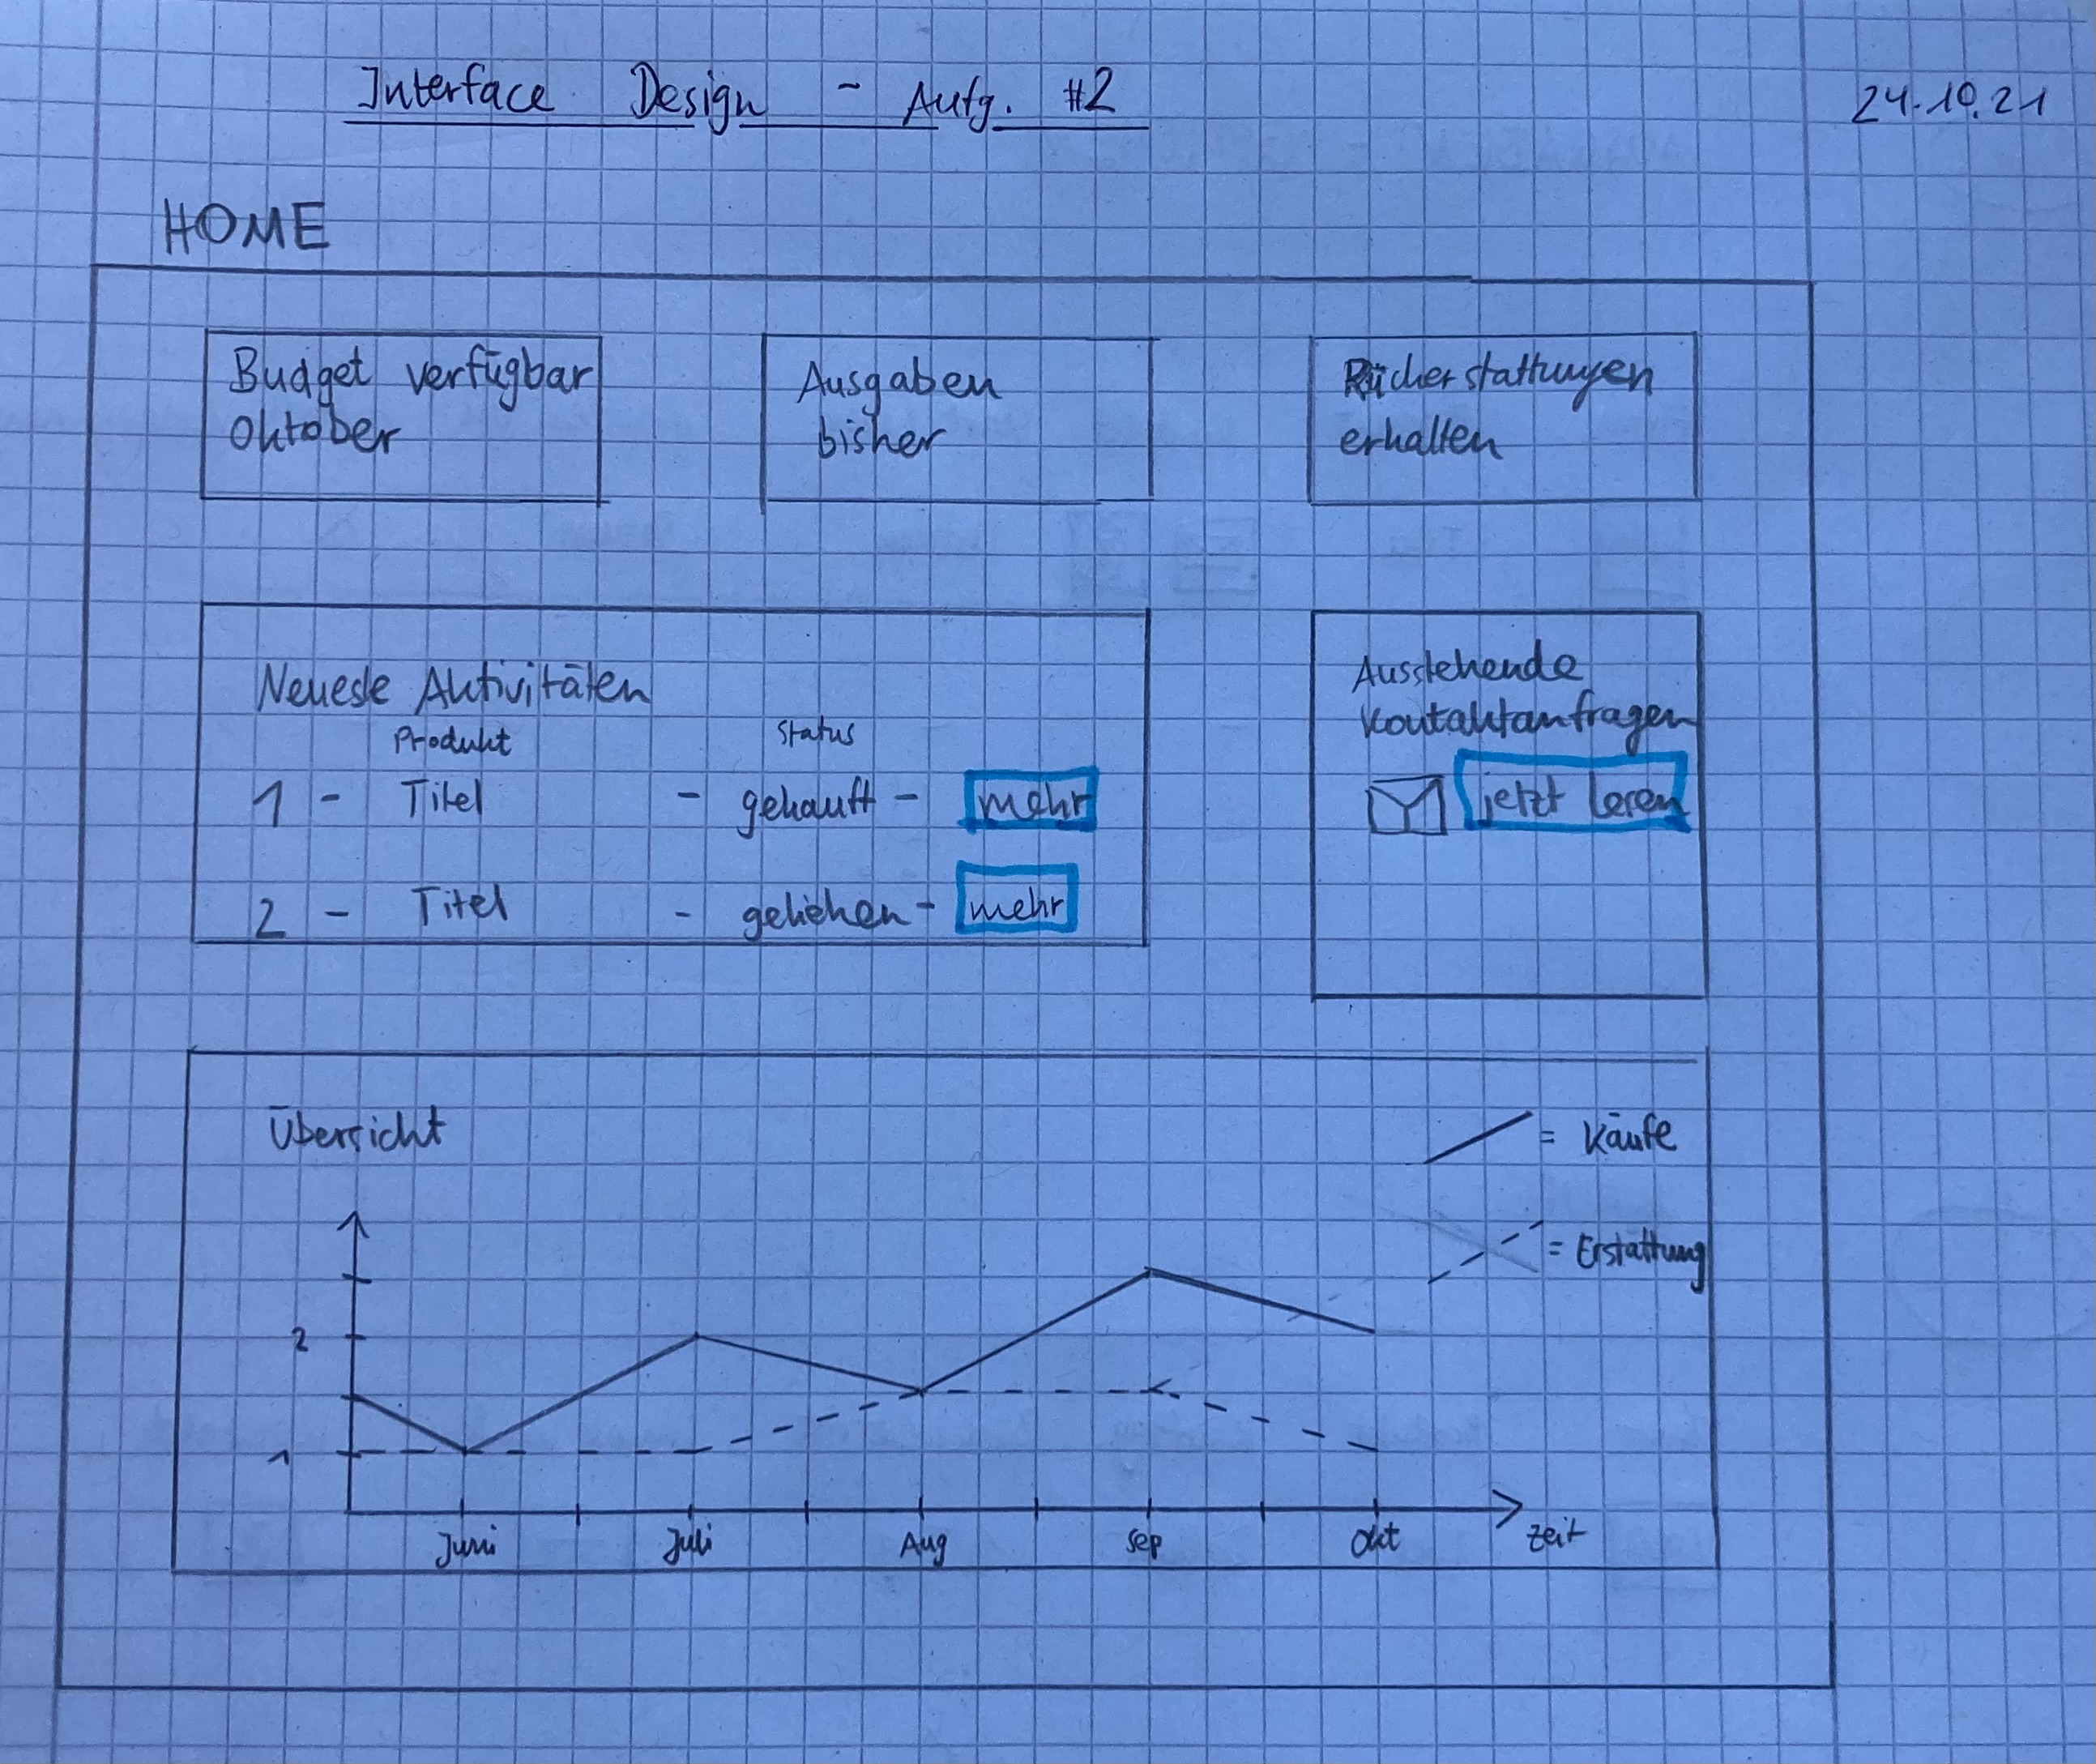 Interface Design - Aufg. #2
24.10.21
HOME
Budget verfügbar
Oktober
Ausgaben
bisher
Rückerstattungen
erhalten
Neueste Aktivitäten
Produkt Status
1 - Titel - gekauft - mehr
2 - Titel - geliehen - mehr
Ausstehende
Kontaktanfragen
jetzt lesen
Übersicht
= Käufe
= Erstattung
2
1
Juni Juli Aug Sep Okt Zeit